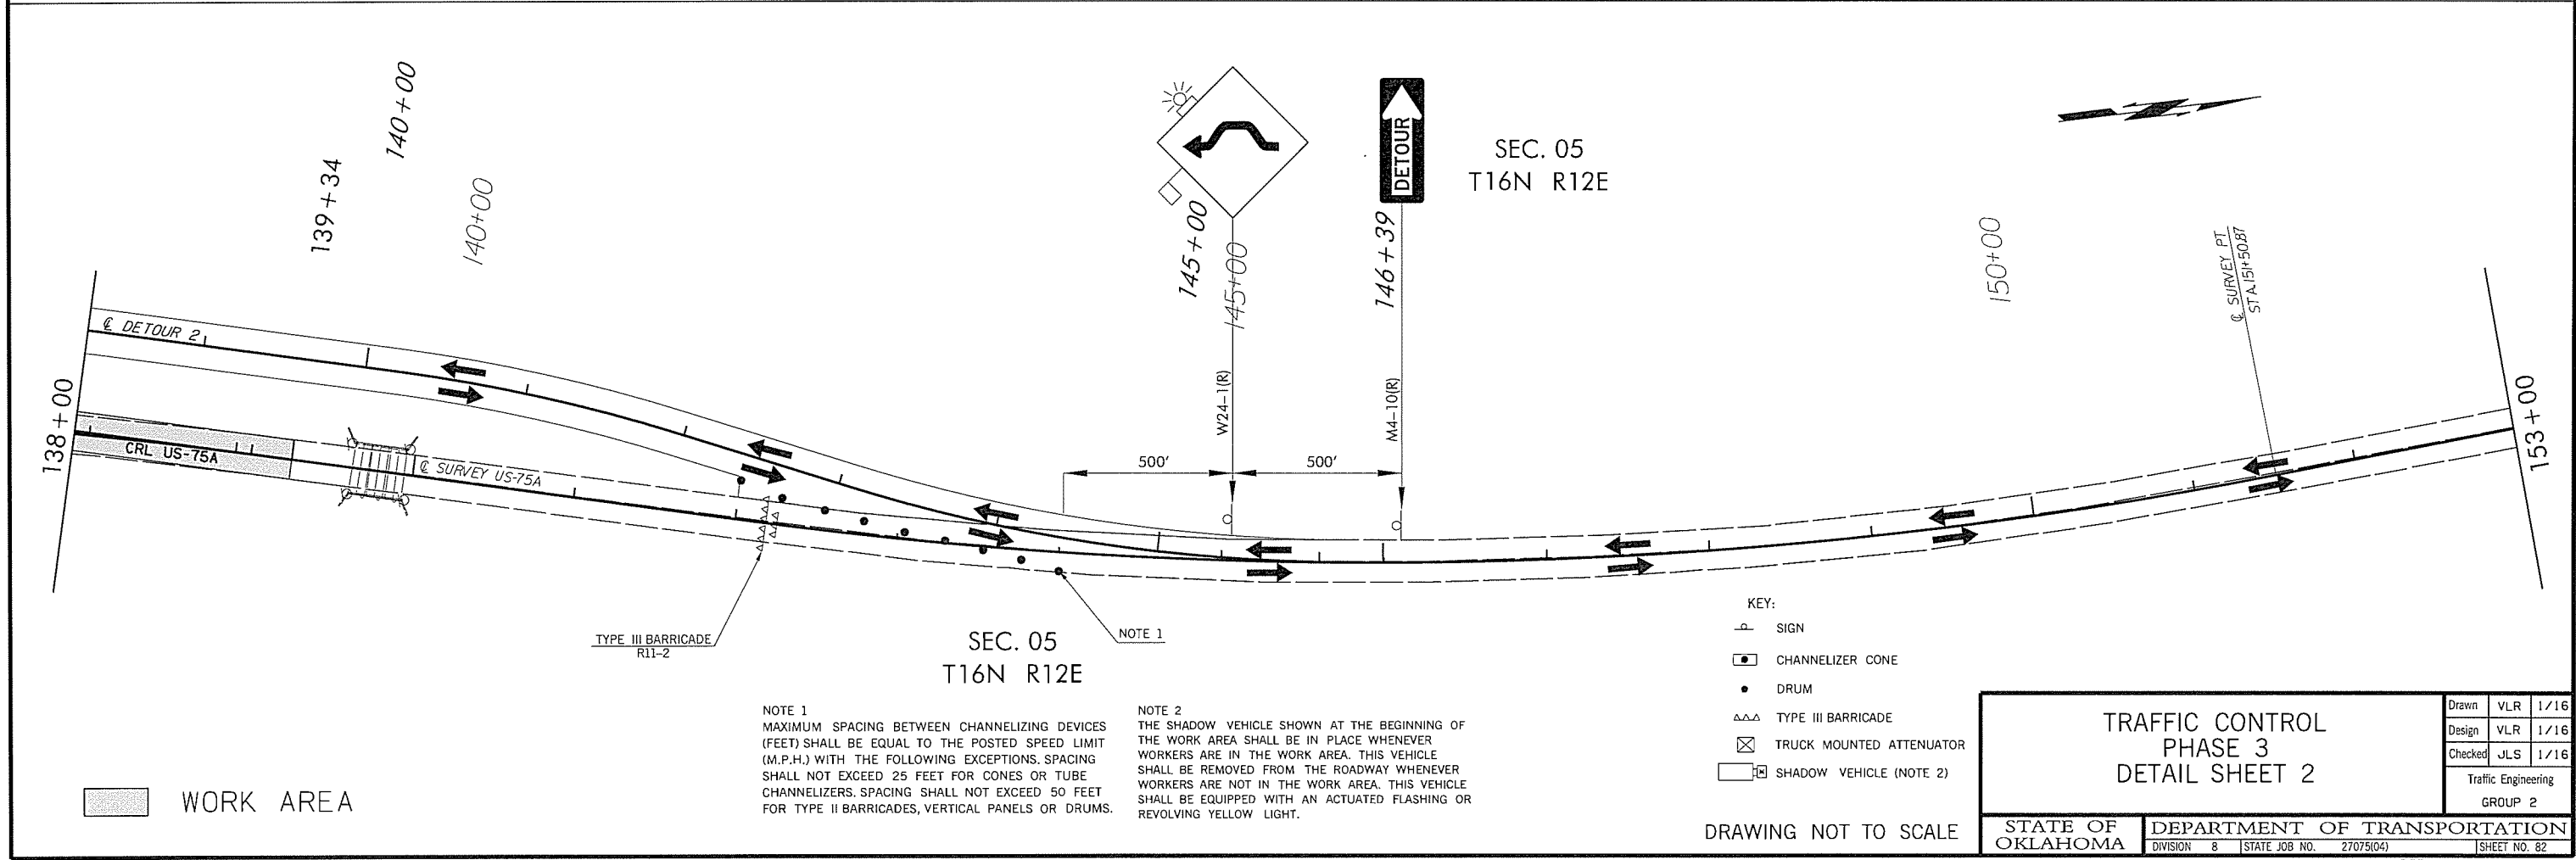 140+00
139+34
140+00
145+00
145+00
DETOUR
146+39
SEC. 05
T16N R12E
150+00
℄ SURVEY PT
STA.151+50.87
℄ DETOUR 2
138+00
CRL US-75A
℄ SURVEY US-75A
W24-1(R)
M4-10(R)
500'
500'
153+00
TYPE III BARRICADE
R11-2
NOTE 1
SEC. 05
T16N R12E
KEY:
SIGN
CHANNELIZER CONE
DRUM
TYPE III BARRICADE
TRUCK MOUNTED ATTENUATOR
SHADOW VEHICLE (NOTE 2)
NOTE 1
MAXIMUM SPACING BETWEEN CHANNELIZING DEVICES
(FEET) SHALL BE EQUAL TO THE POSTED SPEED LIMIT
(M.P.H.) WITH THE FOLLOWING EXCEPTIONS. SPACING
SHALL NOT EXCEED 25 FEET FOR CONES OR TUBE
CHANNELIZERS. SPACING SHALL NOT EXCEED 50 FEET
FOR TYPE II BARRICADES, VERTICAL PANELS OR DRUMS.
NOTE 2
THE SHADOW VEHICLE SHOWN AT THE BEGINNING OF
THE WORK AREA SHALL BE IN PLACE WHENEVER
WORKERS ARE IN THE WORK AREA. THIS VEHICLE
SHALL BE REMOVED FROM THE ROADWAY WHENEVER
WORKERS ARE NOT IN THE WORK AREA. THIS VEHICLE
SHALL BE EQUIPPED WITH AN ACTUATED FLASHING OR
REVOLVING YELLOW LIGHT.
WORK AREA
DRAWING NOT TO SCALE
TRAFFIC CONTROL
PHASE 3
DETAIL SHEET 2
Drawn VLR 1/16
Design VLR 1/16
Checked JLS 1/16
Traffic Engineering
GROUP 2
STATE OF
OKLAHOMA
DEPARTMENT OF TRANSPORTATION
DIVISION 8 STATE JOB NO. 27075(04) SHEET NO. 82